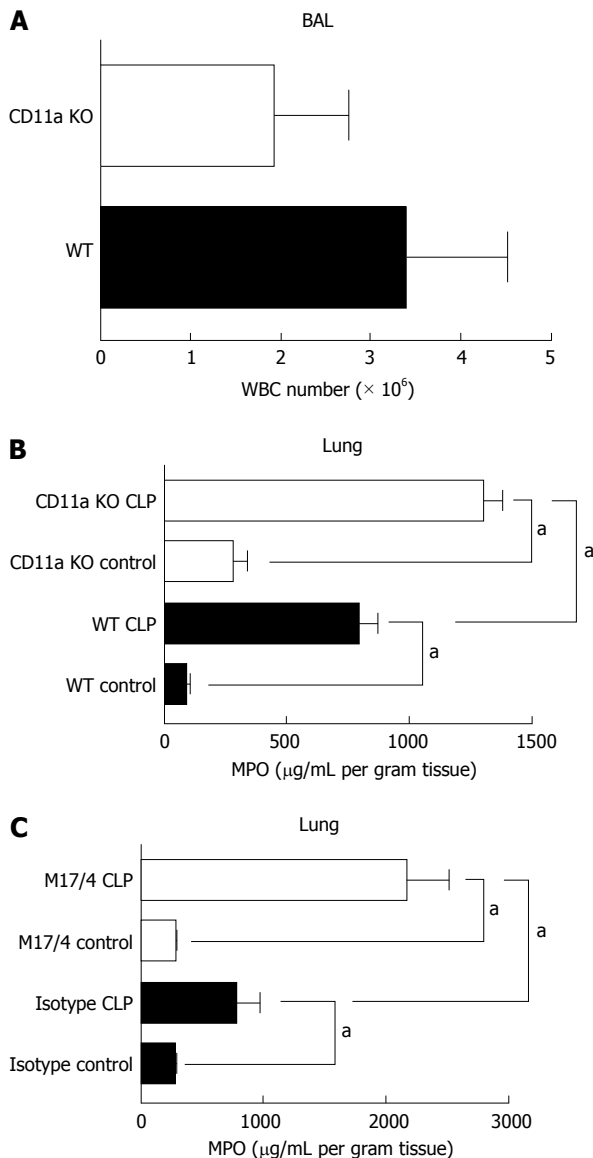 A
BAL
CD11a KO
WT
0 1 2 3 4 5
WBC number (× 10⁶)
B
Lung
CD11a KO CLP
a
CD11a KO control
a
WT CLP
a
WT control
0 500 1000 1500
MPO (μg/mL per gram tissue)
C
Lung
M17/4 CLP
a
M17/4 control
a
Isotype CLP
a
Isotype control
0 1000 2000 3000
MPO (μg/mL per gram tissue)